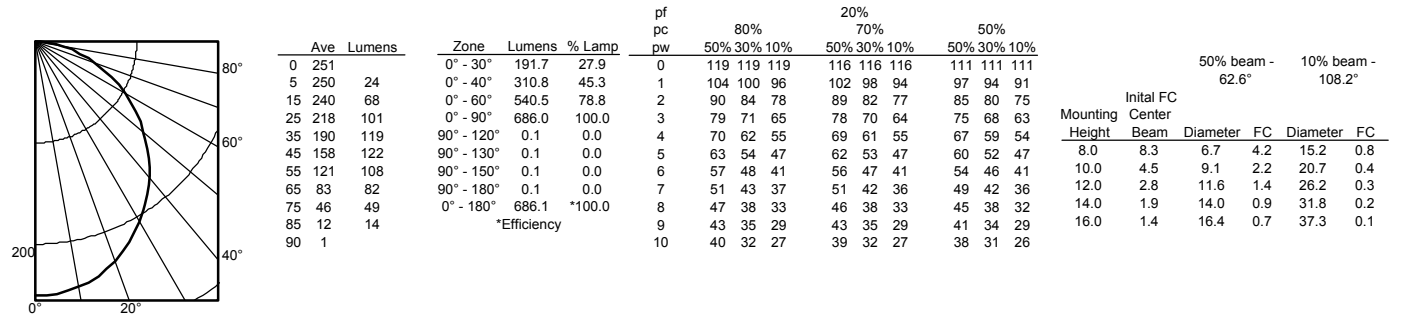 80°
60°
40°
200
0° 20°
Ave Lumens
0 251
5 250 24
15 240 68
25 218 101
35 190 119
45 158 122
55 121 108
65 83 82
75 46 49
85 12 14
90 1
Zone Lumens % Lamp
0° - 30° 191.7 27.9
0° - 40° 310.8 45.3
0° - 60° 540.5 78.8
0° - 90° 686.0 100.0
90° - 120° 0.1 0.0
90° - 130° 0.1 0.0
90° - 150° 0.1 0.0
90° - 180° 0.1 0.0
0° - 180° 686.1 *100.0
*Efficiency
pf 20%
pc 80% 70% 50%
pw 50% 30% 10% 50% 30% 10% 50% 30% 10%
0 119 119 119 116 116 116 111 111 111
1 104 100 96 102 98 94 97 94 91
2 90 84 78 89 82 77 85 80 75
3 79 71 65 78 70 64 75 68 63
4 70 62 55 69 61 55 67 59 54
5 63 54 47 62 53 47 60 52 47
6 57 48 41 56 47 41 54 46 41
7 51 43 37 51 42 36 49 42 36
8 47 38 33 46 38 33 45 38 32
9 43 35 29 43 35 29 41 34 29
10 40 32 27 39 32 27 38 31 26
50% beam - 10% beam -
62.6° 108.2°
Inital FC
Mounting Center
Height Beam Diameter FC Diameter FC
8.0 8.3 6.7 4.2 15.2 0.8
10.0 4.5 9.1 2.2 20.7 0.4
12.0 2.8 11.6 1.4 26.2 0.3
14.0 1.9 14.0 0.9 31.8 0.2
16.0 1.4 16.4 0.7 37.3 0.1